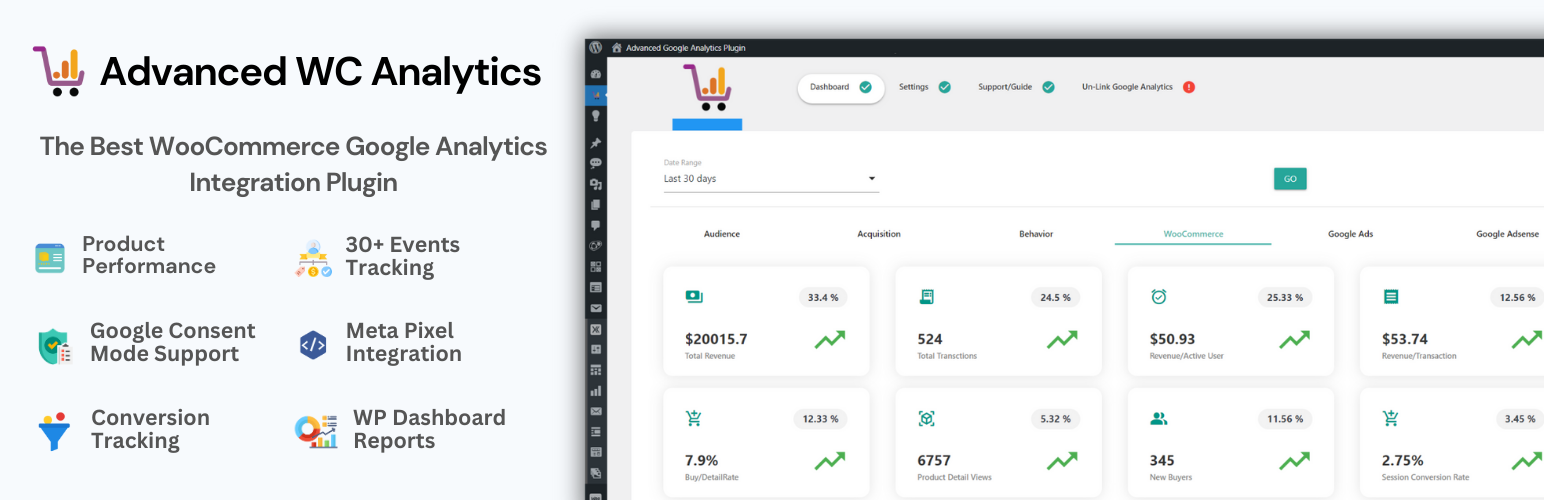 Advanced WC Analytics
The Best WooCommerce Google Analytics
Integration Plugin
Product
Performance
30+ Events
Tracking
Google Consent
Mode Support
Meta Pixel
Integration
Conversion
Tracking
WP Dashboard
Reports
Advanced Google Analytics Plugin
Dashboard
Settings
Support/Guide
Un-Link Google Analytics
Date Range
Last 30 days
GO
Audience
Acquisition
Behavior
WooCommerce
Google Ads
Google Adsense
33.4 %
$20015.7
Total Revenue
24.5 %
524
Total Transctions
25.33 %
$50.93
Revenue/Active User
12.56 %
$53.74
Revenue/Transaction
12.33 %
7.9%
Buy/DetailRate
5.32 %
6757
Product Detail Views
11.56 %
345
New Buyers
3.45 %
2.75%
Session Conversion Rate